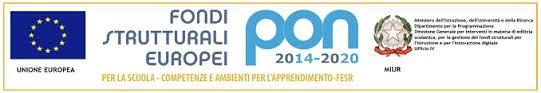 FONDI
STRUTTURALI
EUROPEI
pon
2014-2020
UNIONE EUROPEA
PER LA SCUOLA - COMPETENZE E AMBIENTI PER L'APPRENDIMENTO-FESR
Ministero dell'Istruzione, dell'Università e della Ricerca
Dipartimento per la Programmazione
Direzione Generale per interventi in materia di edilizia
scolastica, per la gestione dei fondi strutturali per
l'istruzione e per l'innovazione digitale
Ufficio IV
MIUR